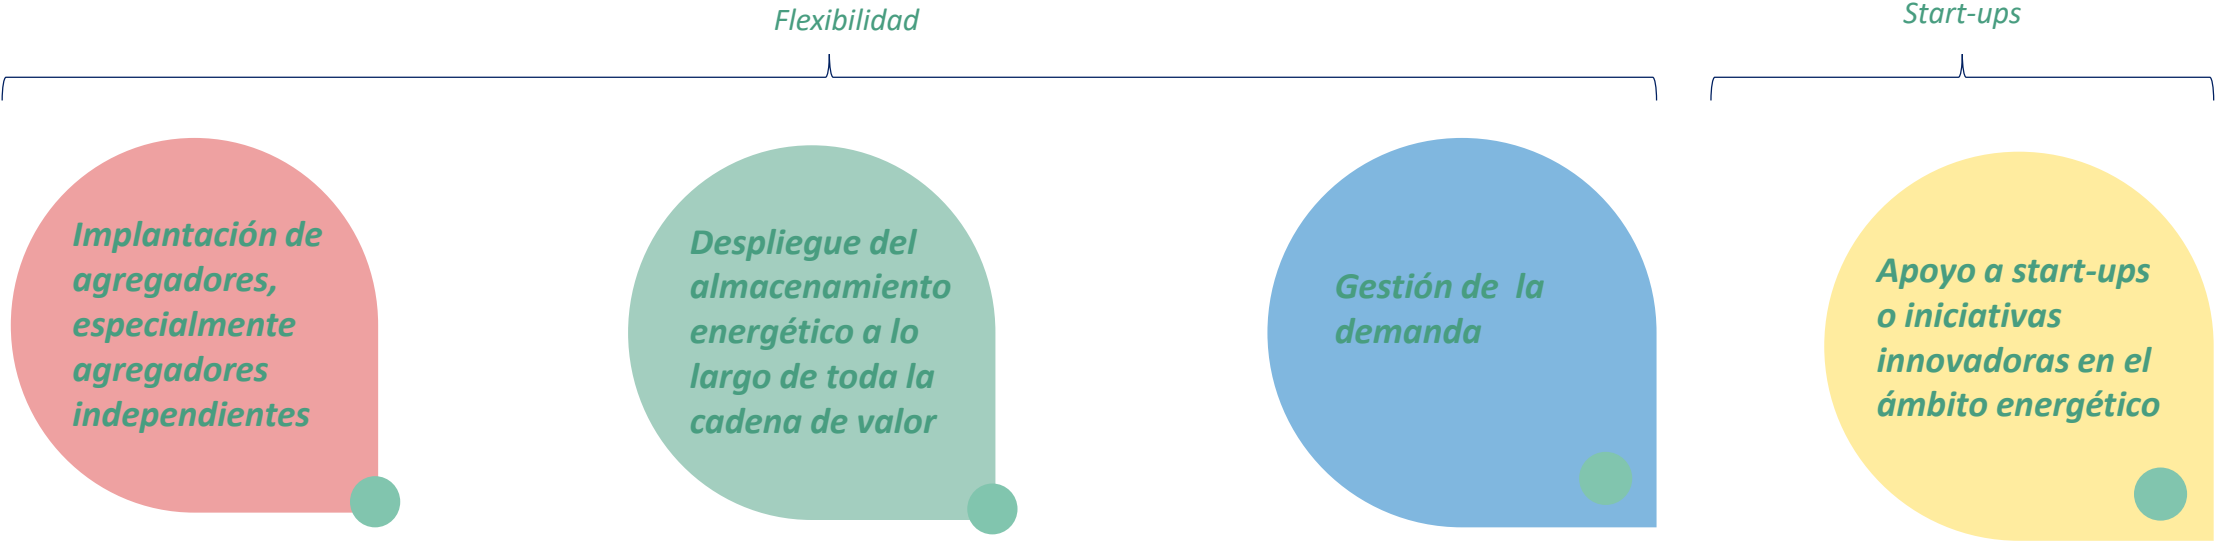 Flexibilidad
Start-ups
Implantación de
agregadores,
especialmente
agregadores
independientes
Despliegue del
almacenamiento
energético a lo
largo de toda la
cadena de valor
Gestión de  la
demanda
Apoyo a start-ups
o iniciativas
innovadoras en el
ámbito energético